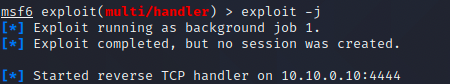 msf6 exploit(multi/handler) > exploit -j
[*] Exploit running as background job 1.
[*] Exploit completed, but no session was created.
[*] Started reverse TCP handler on 10.10.0.10:4444